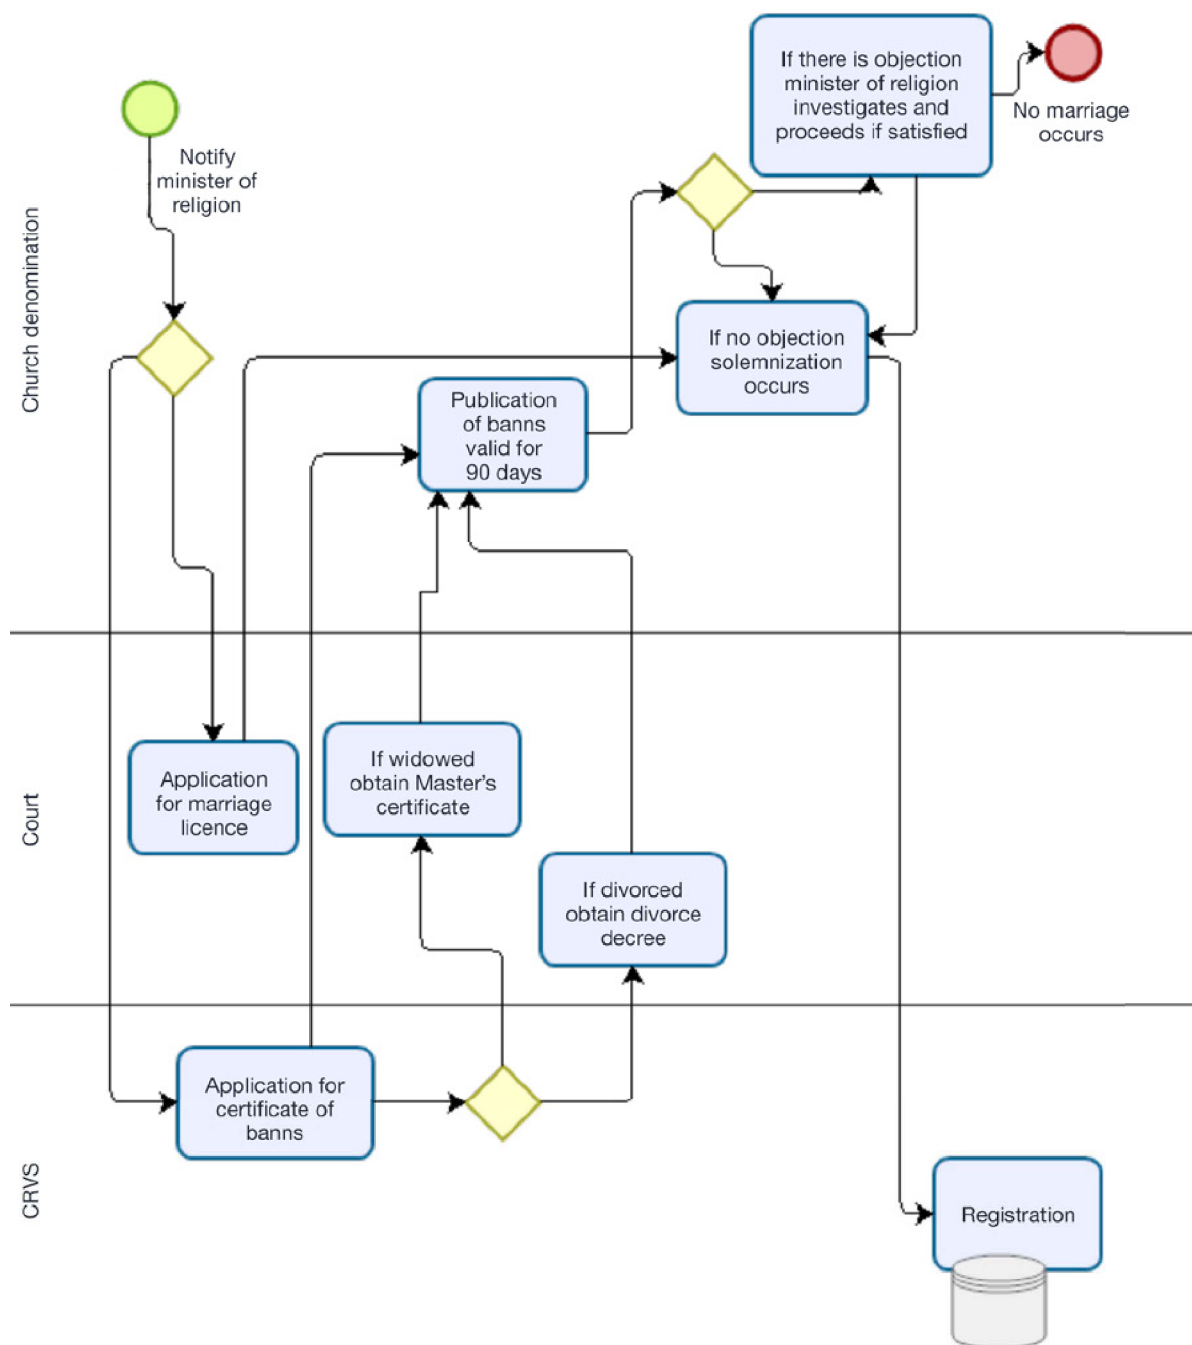 If there is objection
minister of religion
investigates and
proceeds if satisfied
No marriage
occurs
Notify
minister of
religion
Church denomination
If no objection
solemnization
occurs
Publication
of banns
valid for
90 days
Court
Application
for marriage
licence
If widowed
obtain Master's
certificate
If divorced
obtain divorce
decree
CRVS
Application for
certificate of
banns
Registration